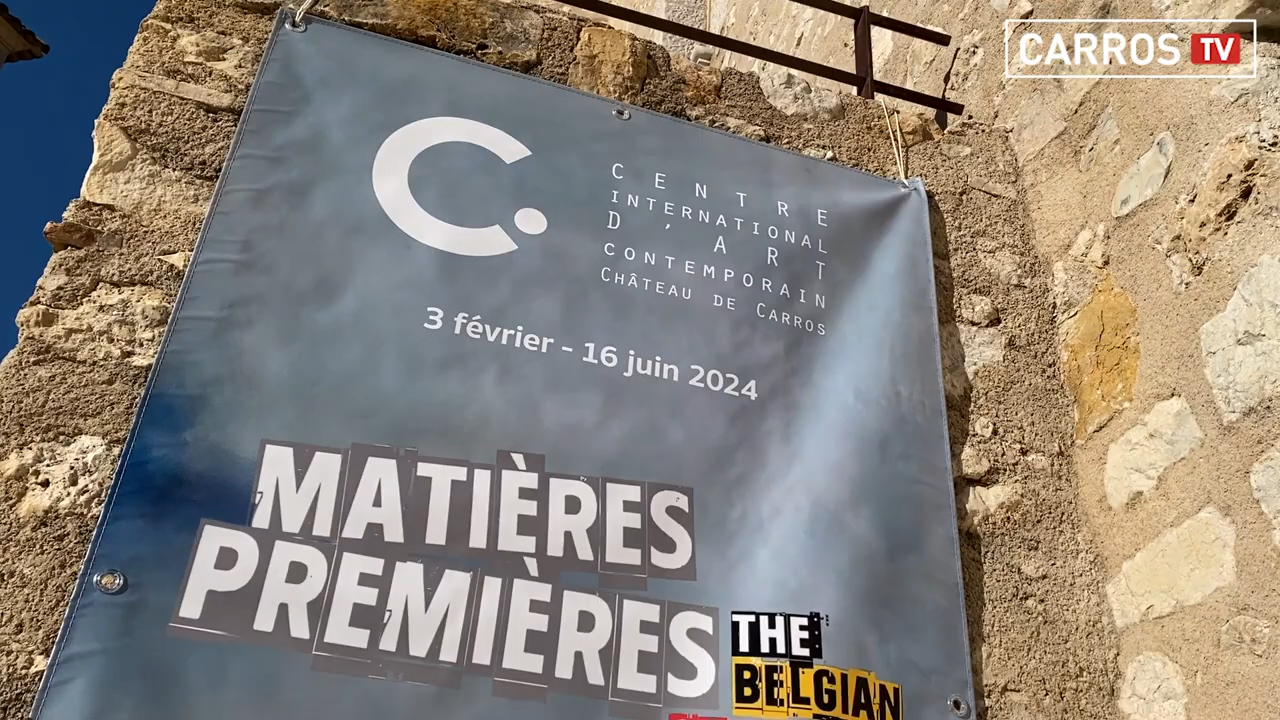 CARROS TV
C.
CENTRE
INTERNATIONAL
D'ART
CONTEMPORAIN
CHÂTEAU DE CARROS
3 février - 16 juin 2024
MATIÈRES
PREMIÈRES
THE
BELGIAN